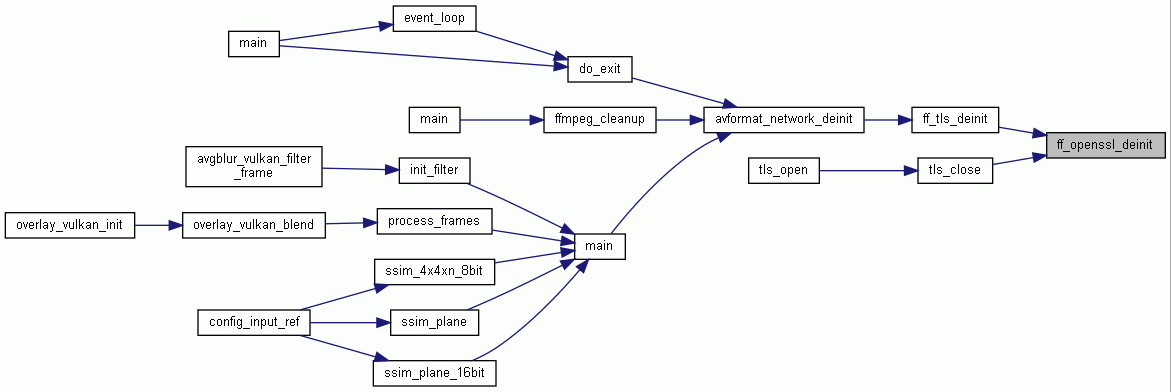 event_loop
main
do_exit
main
ffmpeg_cleanup
avformat_network_deinit
ff_tls_deinit
ff_openssl_deinit
avgblur_vulkan_filter
_frame
init_filter
tls_open
tls_close
overlay_vulkan_init
overlay_vulkan_blend
process_frames
main
ssim_4x4xn_8bit
config_input_ref
ssim_plane
ssim_plane_16bit